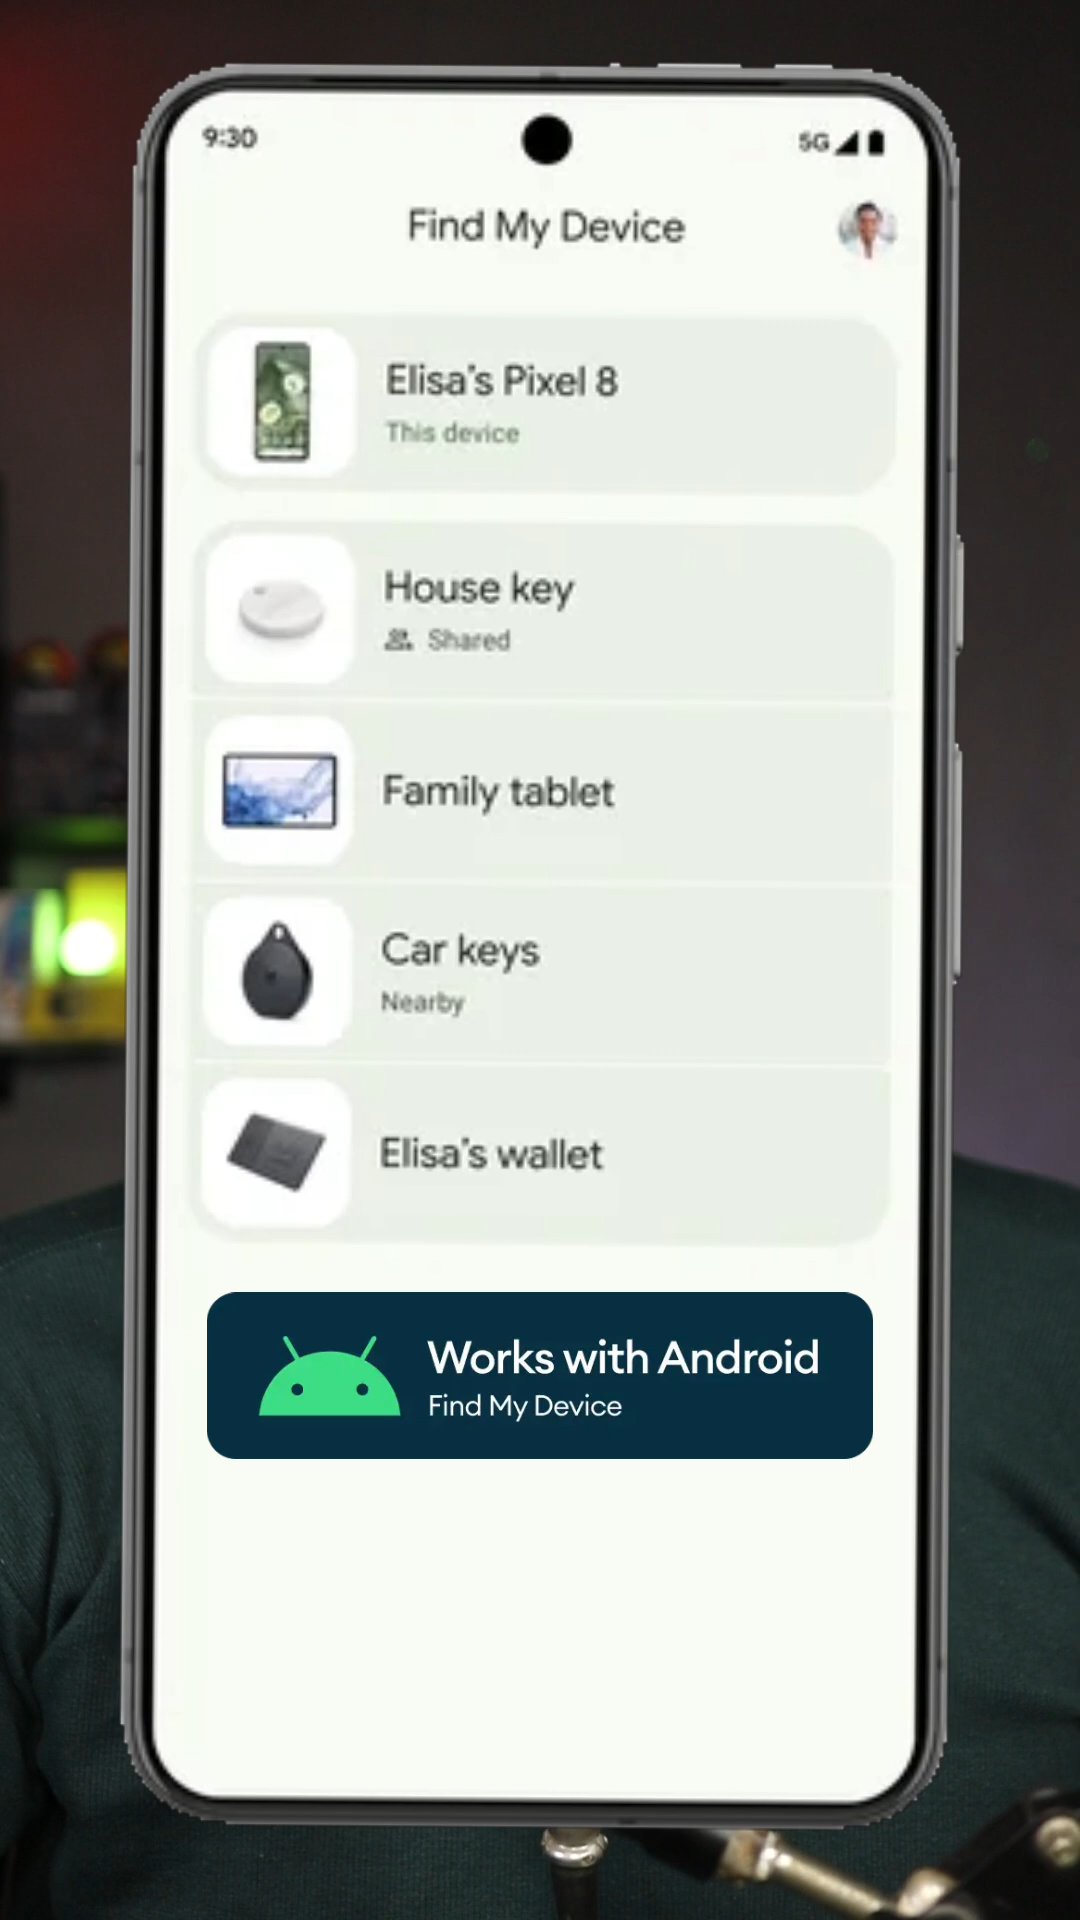 9:30
5G
Find My Device
Elisa's Pixel 8
This device
House key
Shared
Family tablet
Car keys
Nearby
Elisa's wallet
Works with Android
Find My Device